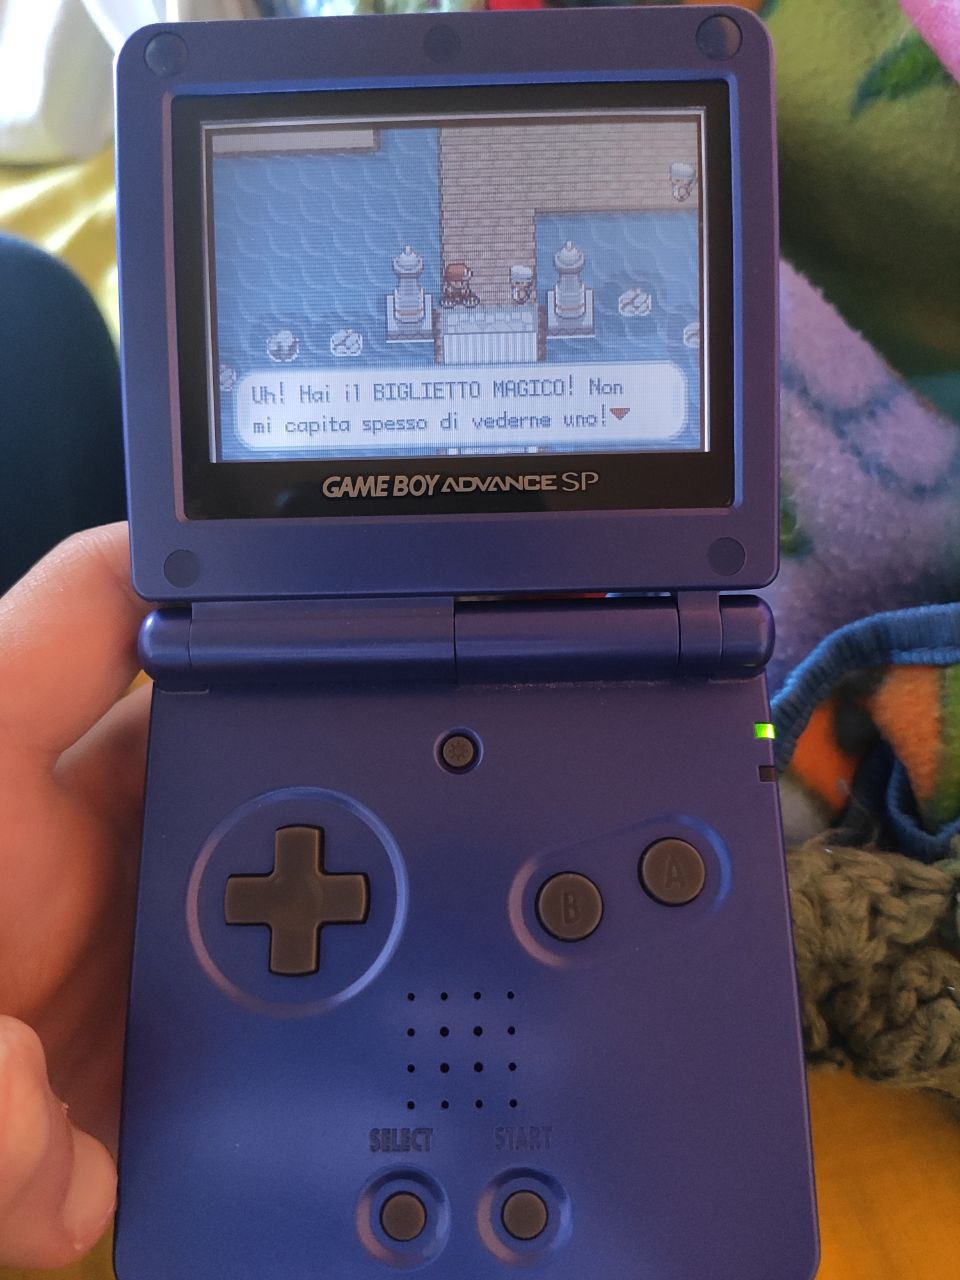 Uh! Hai il BIGLIETTO MAGICO! Non
mi capita spesso di vederne uno!
GAME BOY ADVANCE SP
B A
SELECT START